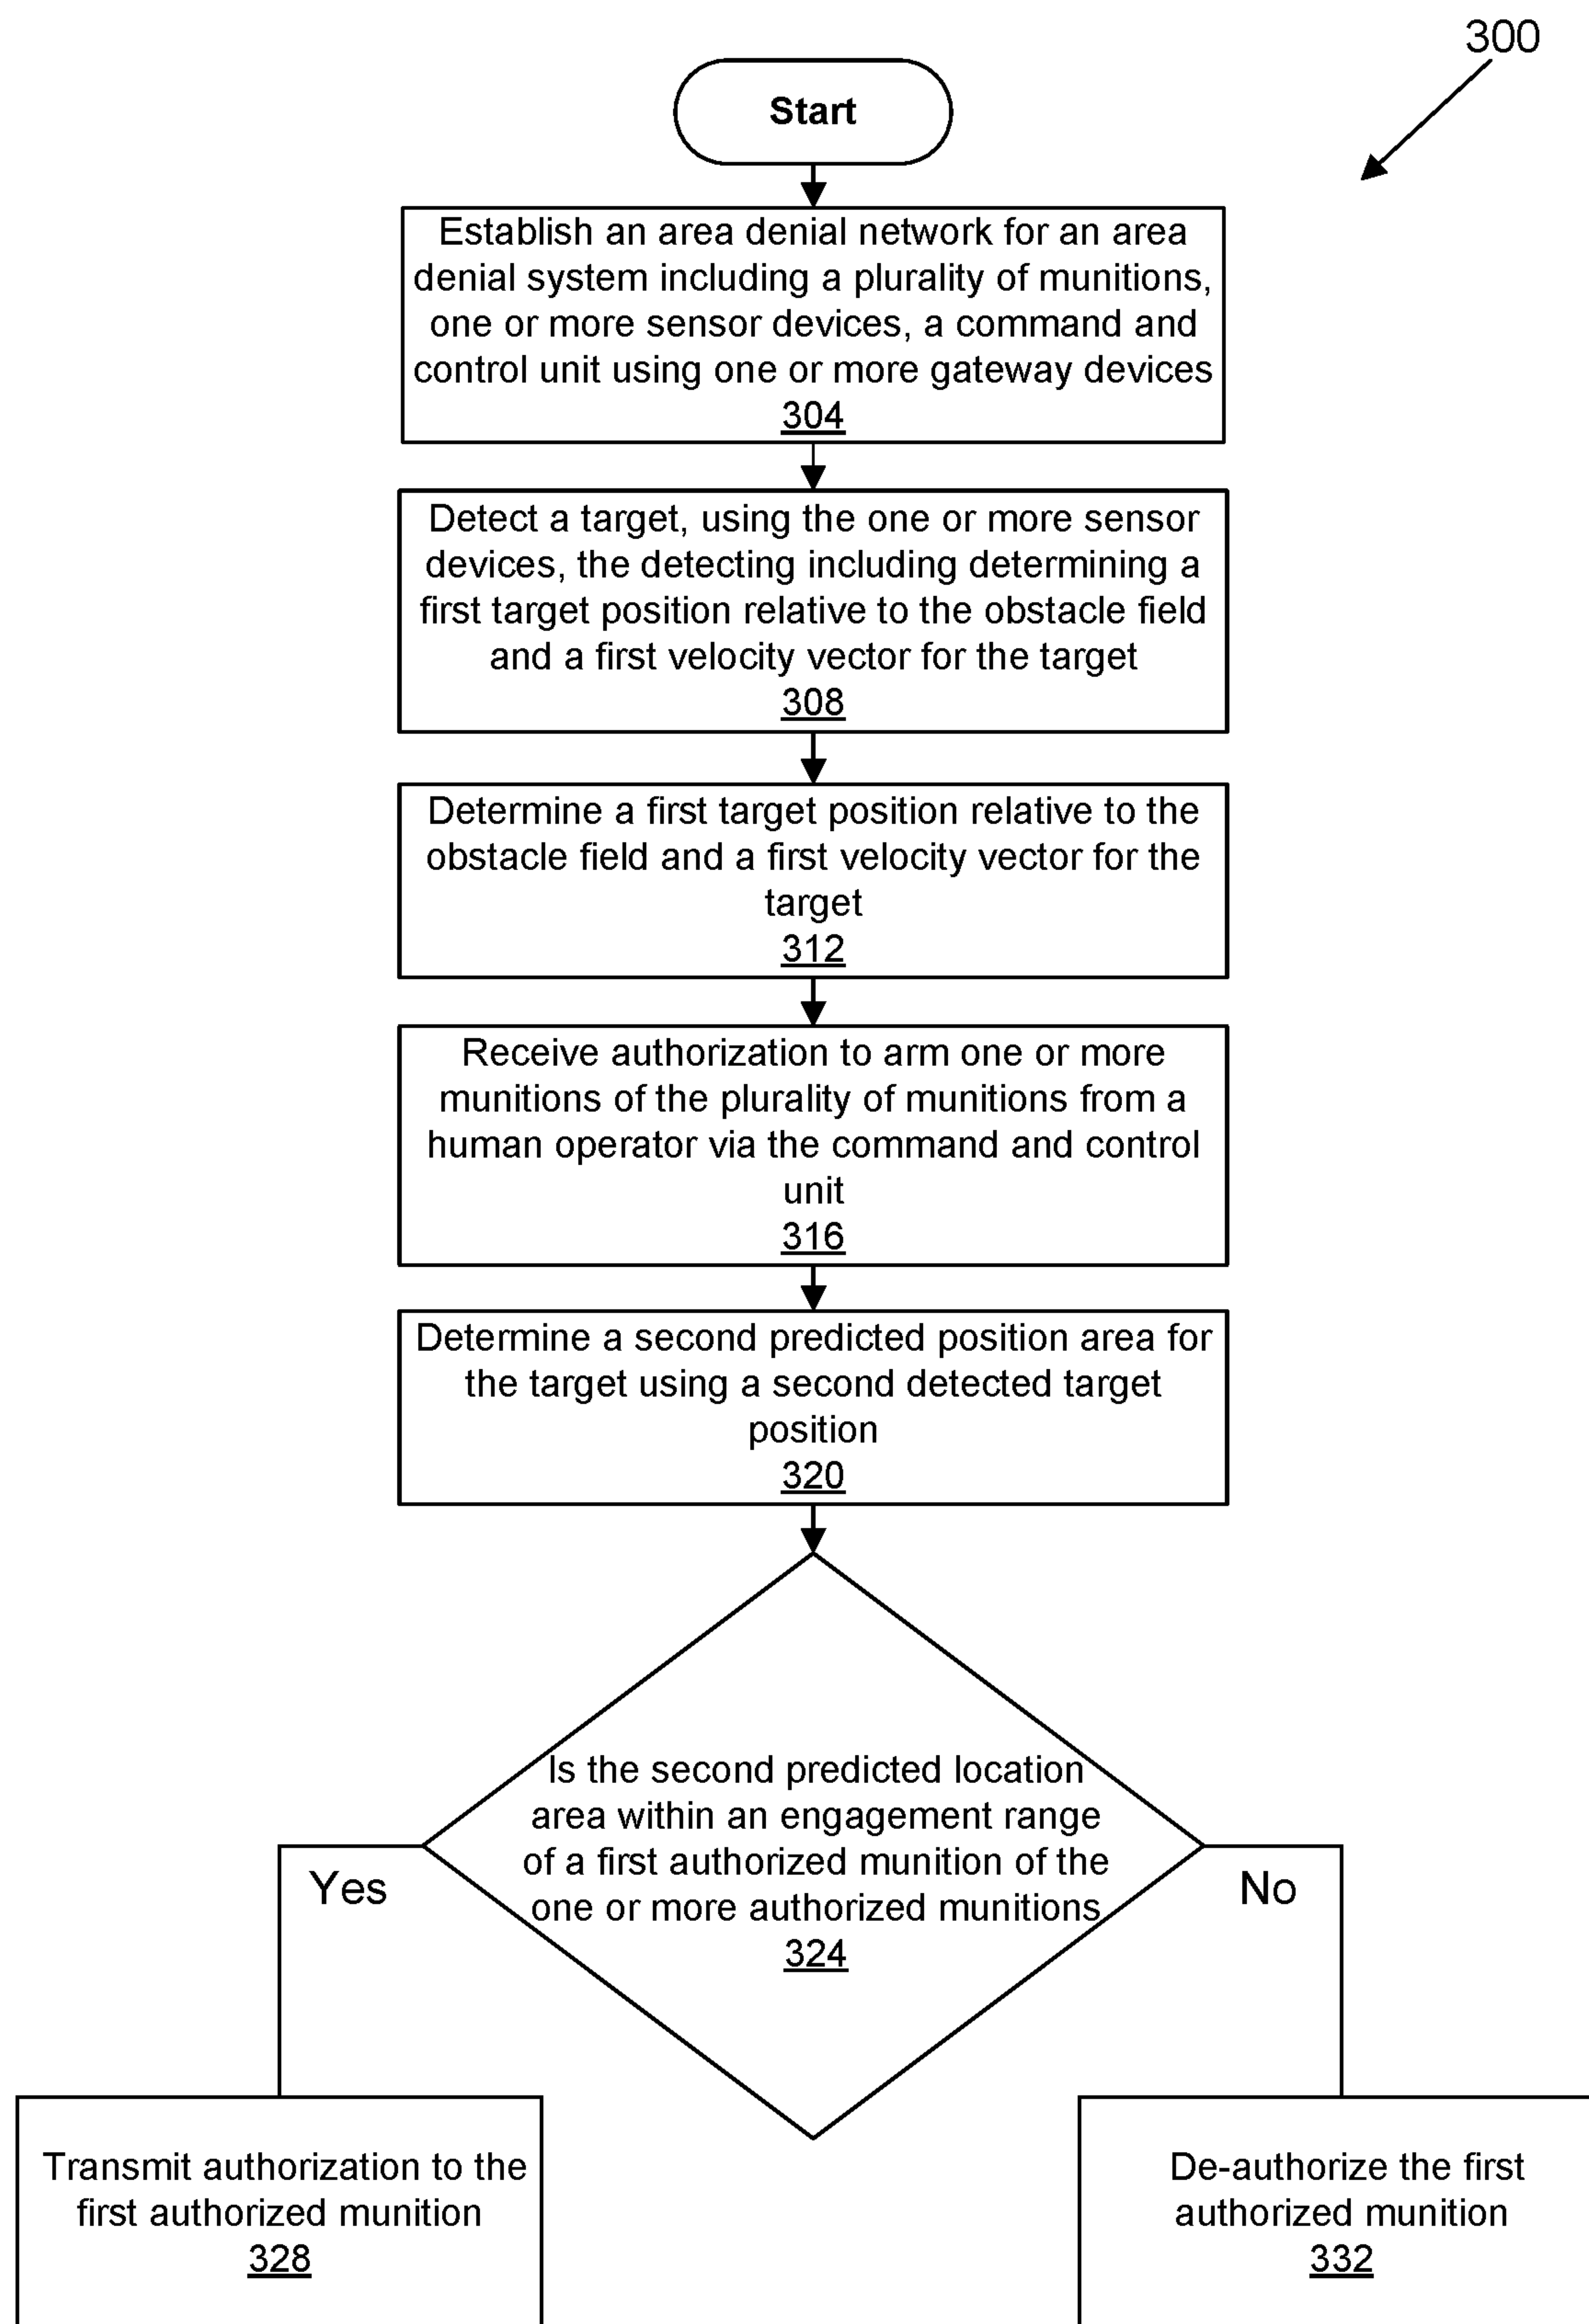 300
Start
Establish an area denial network for an area
denial system including a plurality of munitions,
one or more sensor devices, a command and
control unit using one or more gateway devices
304
Detect a target, using the one or more sensor
devices, the detecting including determining a
first target position relative to the obstacle field
and a first velocity vector for the target
308
Determine a first target position relative to the
obstacle field and a first velocity vector for the
target
312
Receive authorization to arm one or more
munitions of the plurality of munitions from a
human operator via the command and control
unit
316
Determine a second predicted position area for
the target using a second detected target
position
320
Is the second predicted location
area within an engagement range
of a first authorized munition of the
one or more authorized munitions
324
Yes
No
Transmit authorization to the
first authorized munition
328
De-authorize the first
authorized munition
332